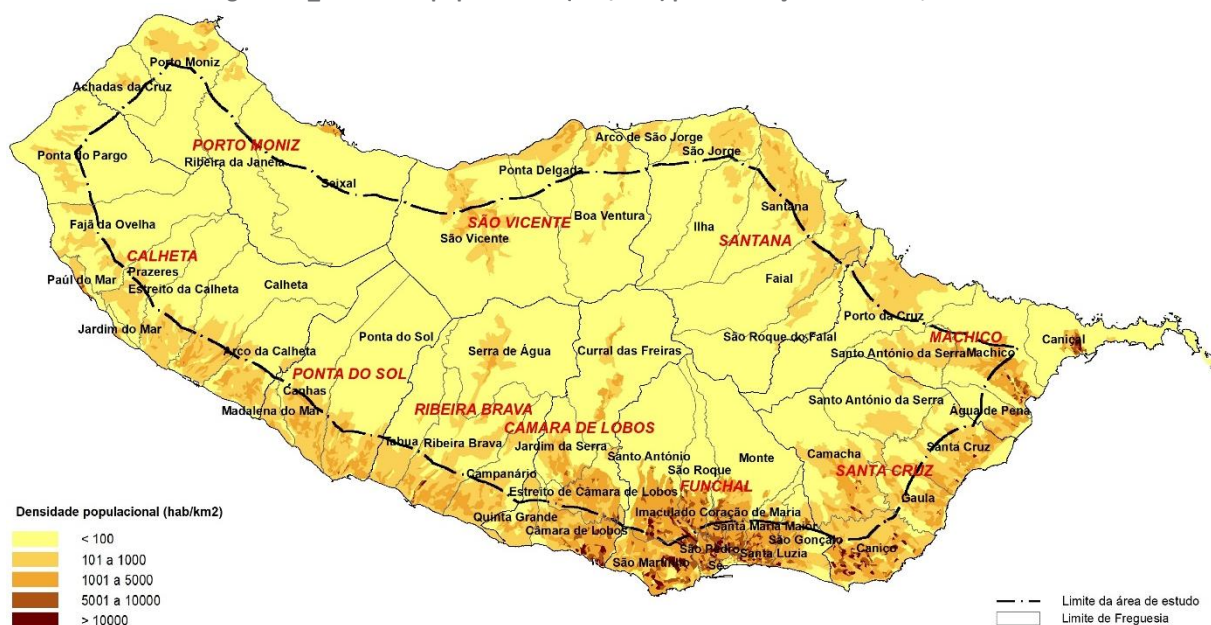 Porto Moniz
Achadas da Cruz
PORTO MONIZ
Ponta do Pargo
Ribeira da Janela
Seixal
Ponta Delgada
Arco de São Jorge
São Jorge
Fajã da Ovelha
SÃO VICENTE
São Vicente
Boa Ventura
Ilha
Santana
SANTANA
CALHETA
Prazeres
Paúl do Mar
Estreito da Calheta
Calheta
Faial
Jardim do Mar
Arco da Calheta
Ponta do Sol
Serra de Água
Curral das Freiras
São Roque do Faial
Porto da Cruz
MACHICO
Caniçal
Santo António da Serra
Machico
PONTA DO SOL
Canhas
Madalena do Mar
RIBEIRA BRAVA
CÂMARA DE LOBOS
Santo António da Serra
Água de Pena
Tabua
Ribeira Brava
Jardim da Serra
Santo António
Monte
Camacha
Santa Cruz
Campanário
São Roque
FUNCHAL
SANTA CRUZ
Quinta Grande
Estreito de Câmara de Lobos
Imaculado Coração de Maria
Gaula
Câmara de Lobos
Santa Maria Maior
São Gonçalo
Caniço
São Martinho
São Pedro
Santa Luzia
Sé
Densidade populacional (hab/km2)
< 100
101 a 1000
1001 a 5000
5001 a 10000
> 10000
Limite da área de estudo
Limite de Freguesia